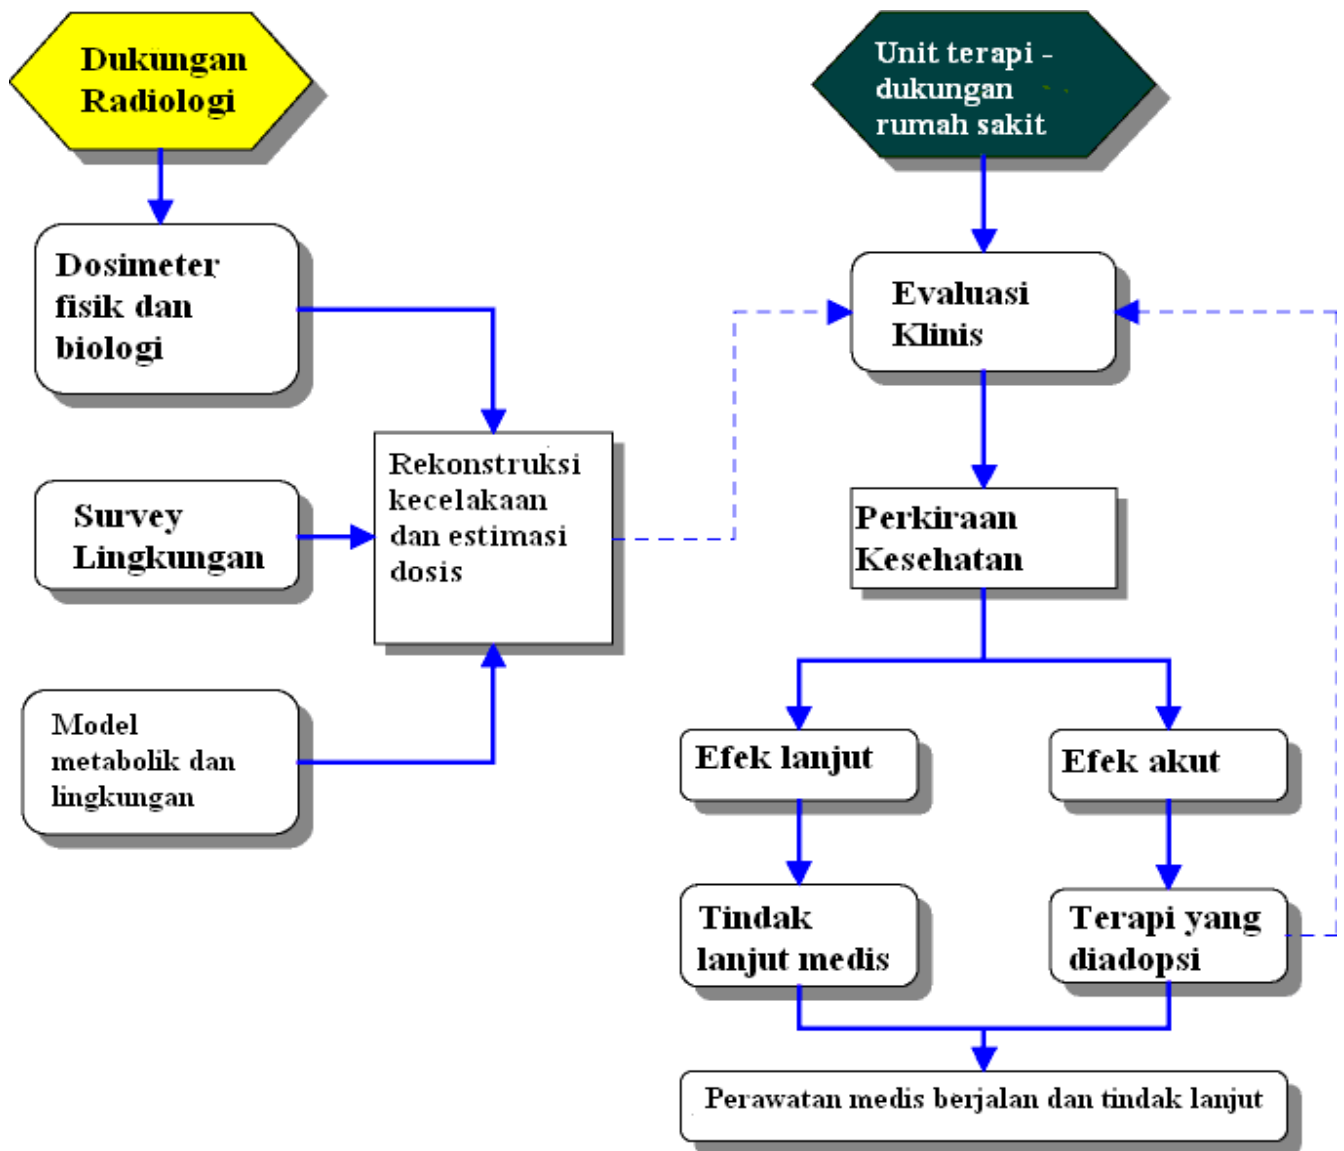 Dukungan
Radiologi
Unit terapi -
dukungan
rumah sakit
Dosimeter
fisik dan
biologi
Evaluasi
Klinis
Rekonstruksi
kecelakaan
dan estimasi
dosis
Survey
Lingkungan
Perkiraan
Kesehatan
Model
metabolik dan
lingkungan
Efek lanjut
Efek akut
Tindak
lanjut medis
Terapi yang
diadopsi
Perawatan medis berjalan dan tindak lanjut